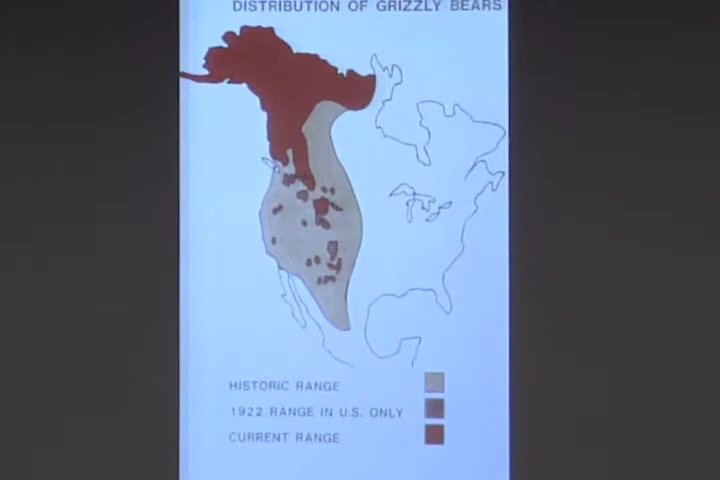 DISTRIBUTION OF GRIZZLY BEARS
HISTORIC RANGE
1922 RANGE IN U.S. ONLY
CURRENT RANGE